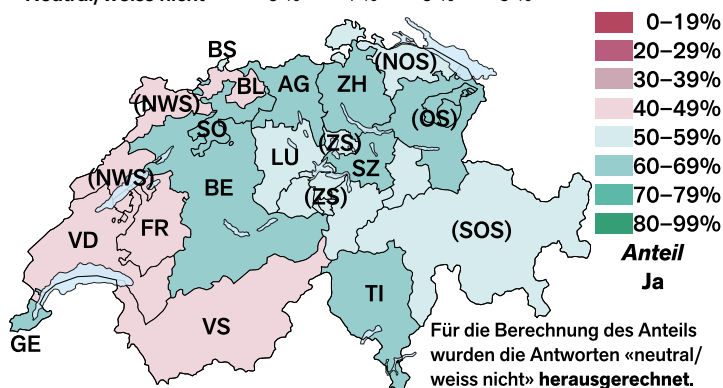 BS
(NOS)
BL
AG
ZH
(NWS)
(OS)
SO
(ZS)
LU
SZ
(NWS)
BE
(ZS)
FR
VD
(SOS)
TI
VS
GE
0–19%
20–29%
30–39%
40–49%
50–59%
60–69%
70–79%
80–99%
Anteil
Ja
Für die Berechnung des Anteils
wurden die Antworten «neutral/
weiss nicht» herausgerechnet.